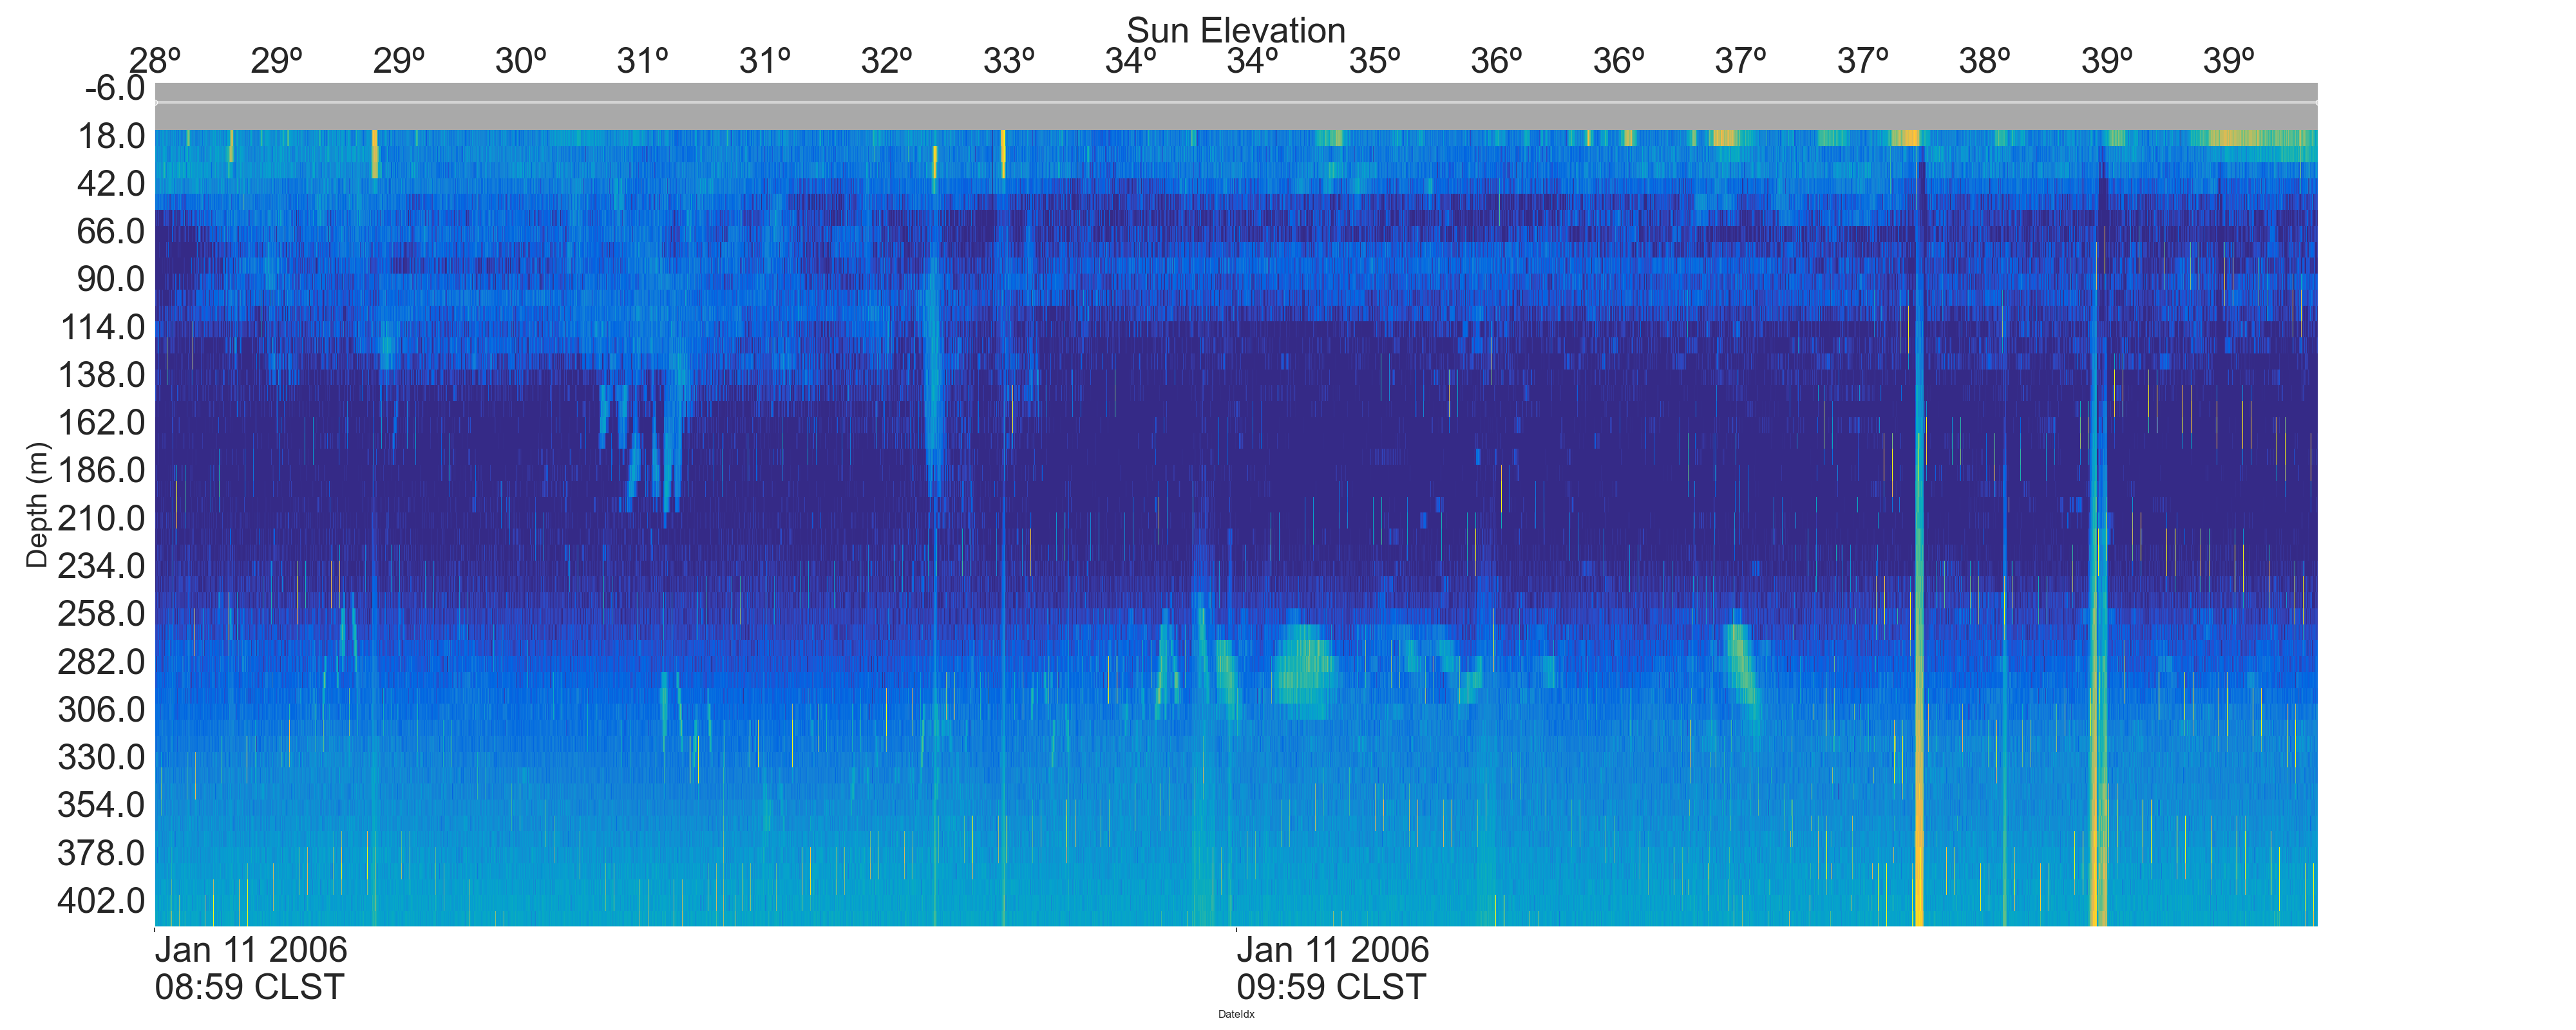 Sun Elevation
28º 29º 29º 30º 31º 31º 32º 33º 34º 34º 35º 36º 36º 37º 37º 38º 39º 39º
-6.0
18.0
42.0
66.0
90.0
114.0
138.0
162.0
186.0
210.0
234.0
258.0
282.0
306.0
330.0
354.0
378.0
402.0
Depth (m)
Jan 11 2006
08:59 CLST
Jan 11 2006
09:59 CLST
DateIdx